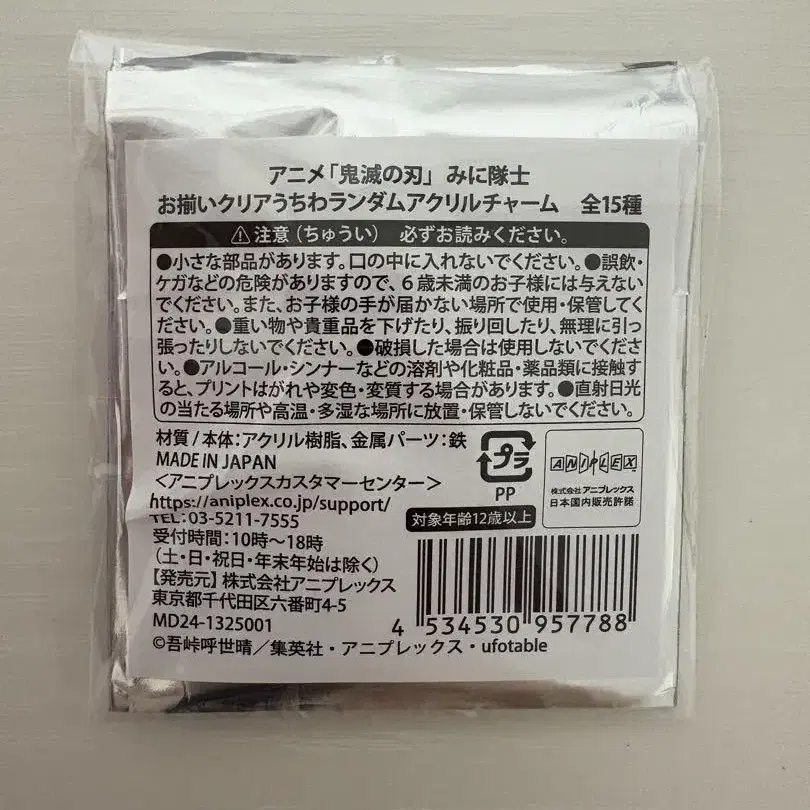 アニメ「鬼滅の刃」 みに隊士
お揃いクリアうちわランダムアクリルチャーム 全15種
⚠注意（ちゅうい） 必ずお読みください。
●小さな部品があります。口の中に入れないでください。●誤飲・
ケガなどの危険がありますので、６歳未満のお子様には与えない
でください。また、お子様の手が届かない場所で使用・保管してく
ださい。●重い物や貴重品を下げたり、振り回したり、無理に引っ
張ったりしないでください。●破損した場合は使用しないでくださ
い。●アルコール・シンナーなどの溶剤や化粧品・薬品類に接触す
ると、プリントはがれや変色・変質する場合があります。●直射日光
の当たる場所や高温・多湿な場所に放置・保管しないでください。
材質/本体：アクリル樹脂、金属パーツ：鉄
MADE IN JAPAN
＜アニプレックスカスタマーセンター＞
https://aniplex.co.jp/support/
TEL：03-5211-7555
受付時間：10時～18時
（土・日・祝日・年末年始は除く）
【発売元】株式会社アニプレックス
東京都千代田区六番町4-5
MD24-1325001
©吾峠呼世晴／集英社・アニプレックス・ufotable
プラ
PP
ANIPLEX
株式会社アニプレックス
日本国内販売許諾
対象年齢12歳以上
4 534530 957788